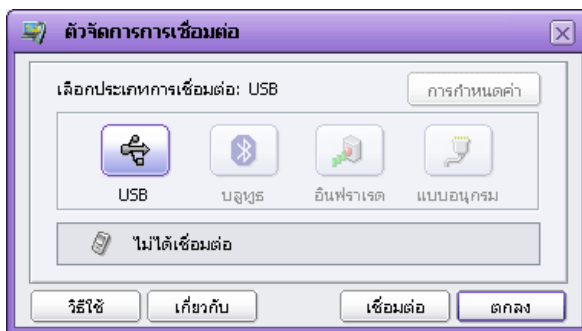 ตัวจัดการการเชื่อมต่อ
เลือกประเภทการเชื่อมต่อ: USB
การกำหนดค่า
USB
บลูทูธ
อินฟราเรด
แบบอนุกรม
ไม่ได้เชื่อมต่อ
วิธีใช้
เกี่ยวกับ
เชื่อมต่อ
ตกลง